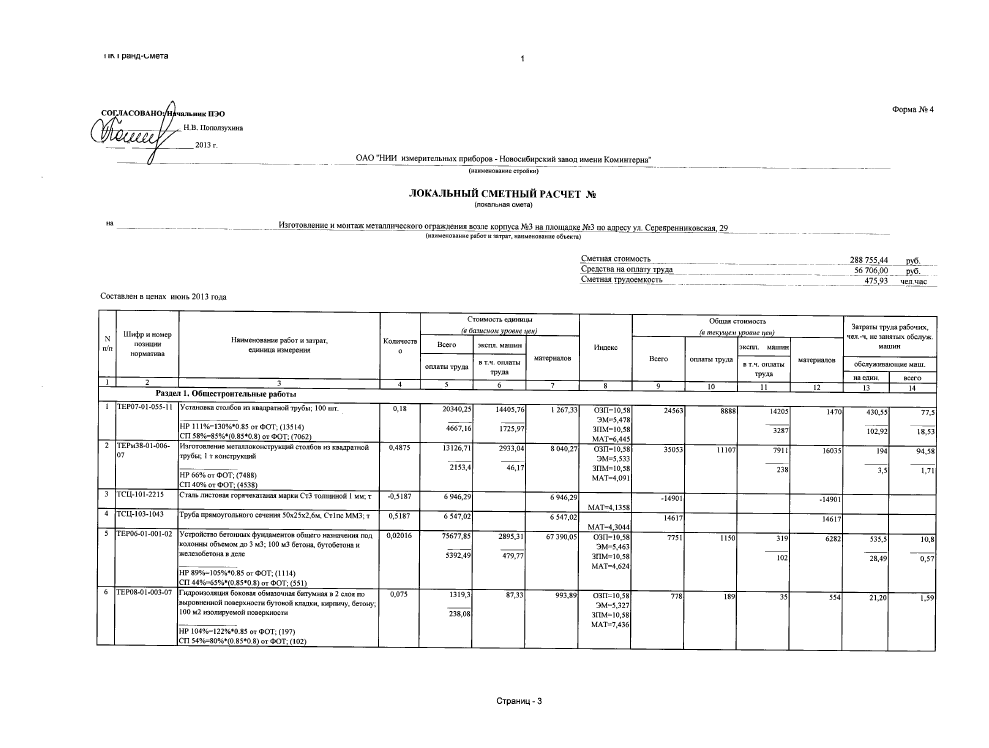 ПК Гранд-Смета
1
Форма № 4
СОГЛАСОВАНО: Начальник ПЭО
Н.В. Поползухина
2013 г.
ОАО "НИИ измерительных приборов - Новосибирский завод имени Коминтерна"
(наименование стройки)
ЛОКАЛЬНЫЙ СМЕТНЫЙ РАСЧЕТ №
(локальная смета)
на Изготовление и монтаж металлического ограждения возле корпуса №3 на площадке №3 по адресу ул. Серебренниковская, 29
(наименование работ и затрат, наименование объекта)
Сметная стоимость 288 755,44 руб.
Средства на оплату труда 56 706,00 руб.
Сметная трудоемкость 475,93 чел.час
Составлен в ценах июнь 2013 года
N п/п Шифр и номер позиции норматива Наименование работ и затрат, единица измерения Количество Стоимость единицы (в базисном уровне цен) Индекс Общая стоимость (в текущем уровне цен) Затраты труда рабочих, чел.-ч, не занятых обслуж. машин
Всего экспл. машин материалов Всего оплаты труда экспл. машин материалов
оплаты труда в т.ч. оплаты труда в т.ч. оплаты труда обслуживающие маш.
на един. всего
1 2 3 4 5 6 7 8 9 10 11 12 13 14
Раздел 1. Общестроительные работы
1 ТЕР07-01-055-11 Установка столбов из квадратной трубы; 100 шт. 0,18 20340,25 14405,76 1 267,33 ОЗП=10,58 24563 8888 14205 1470 430,55 77,5
ЭМ=5,478
НР 111%=130%*0.85 от ФОТ; (13514) 4667,16 1725,97 ЗПМ=10,58 3287 102,92 18,53
СП 58%=85%*(0.85*0.8) от ФОТ; (7062) МАТ=6,445
2 ТЕРм38-01-006-07 Изготовление металлоконструкций столбов из квадратной 0,4875 13126,71 2933,04 8 040,27 ОЗП=10,58 35053 11107 7911 16035 194 94,58
трубы; 1 т конструкций ЭМ=5,533
2153,4 46,17 ЗПМ=10,58 238 3,5 1,71
НР 66% от ФОТ; (7488) МАТ=4,091
СП 40% от ФОТ; (4538)
3 ТСЦ-101-2215 Сталь листовая горячекатаная марки Ст3 толщиной 1 мм; т -0,5187 6 946,29 6 946,29 -14901 -14901
МАТ=4,1358
4 ТСЦ-103-1043 Труба прямоугольного сечения 50х25х2,6м, Ст1пс ММЗ; т 0,5187 6 547,02 6 547,02 14617 14617
МАТ=4,3044
5 ТЕР06-01-001-02 Устройство бетонных фундаментов общего назначения под 0,02016 75677,85 2895,31 67 390,05 ОЗП=10,58 7751 1150 319 6282 535,5 10,8
колонны объемом до 3 м3; 100 м3 бетона, бутобетона и ЭМ=5,463
железобетона в деле 5392,49 479,77 ЗПМ=10,58 102 28,49 0,57
МАТ=4,624
НР 89%=105%*0.85 от ФОТ; (1114)
СП 44%=65%*(0.85*0.8) от ФОТ; (551)
6 ТЕР08-01-003-07 Гидроизоляция боковая обмазочная битумная в 2 слоя по 0,075 1319,3 87,33 993,89 ОЗП=10,58 778 189 35 554 21,20 1,59
выровненной поверхности бутовой кладки, кирпичу, бетону; ЭМ=5,327
100 м2 изолируемой поверхности 238,08 ЗПМ=10,58
МАТ=7,436
НР 104%=122%*0.85 от ФОТ; (197)
СП 54%=80%*(0.85*0.8) от ФОТ; (102)
Страниц - 3